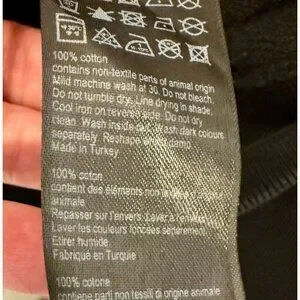 100% cotton
contains non-textile parts of animal origin
Mild machine wash at 30. Do not bleach.
Do not tumble dry. Line drying in shade.
Cool iron on reverse side. Do not dry
clean. Wash inside out. Wash dark colours
separately. Reshape whilst damp.
Made in Turkey
100% coton
contient des éléments non textiles d'origine
animale
Repasser sur l'envers. Laver à l'envers.
Laver les couleurs foncées séparement.
Etirer humide.
Fabriqué en Turquie
100% cotone
contiene parti non tessili di origine animale